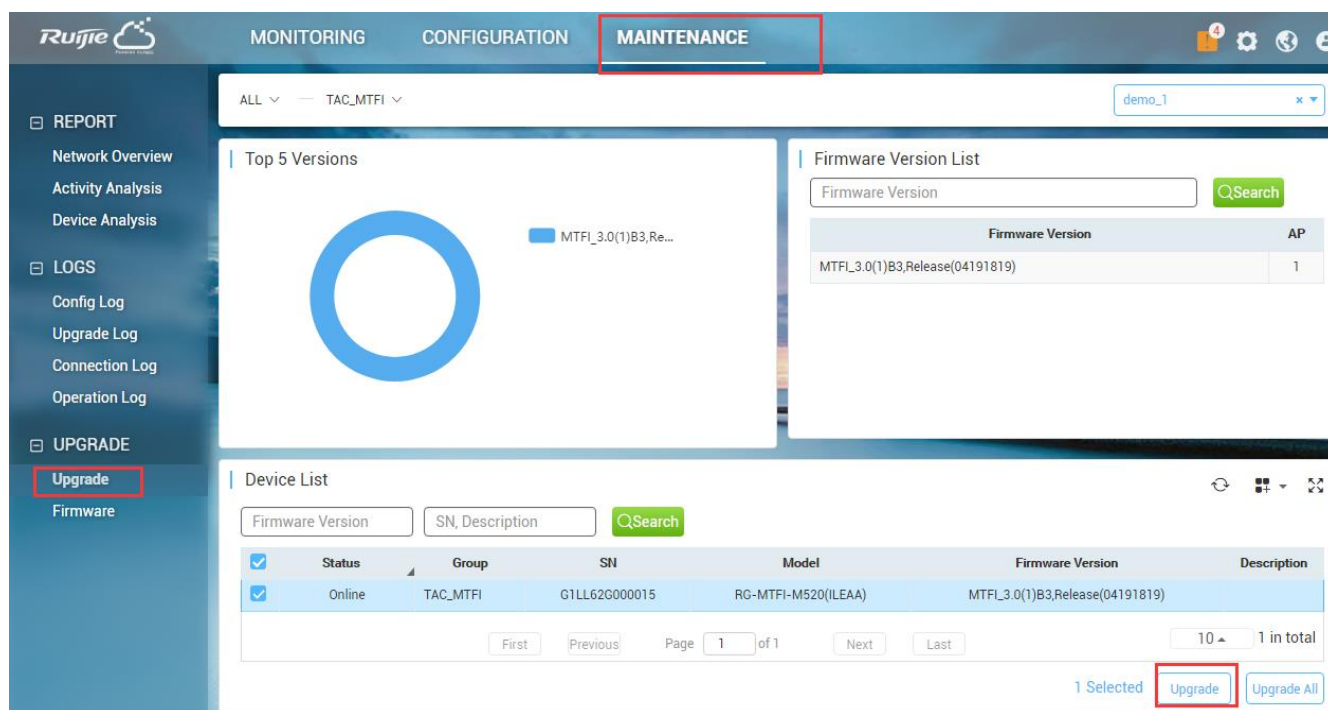 Ruijie
MONITORING
CONFIGURATION
MAINTENANCE
4
REPORT
Network Overview
Activity Analysis
Device Analysis
LOGS
Config Log
Upgrade Log
Connection Log
Operation Log
UPGRADE
Upgrade
Firmware
ALL — TAC_MTFI
demo_1 ×
Top 5 Versions
MTFI_3.0(1)B3,Re...
Firmware Version List
Firmware Version Search
Firmware Version AP
MTFI_3.0(1)B3,Release(04191819) 1
Device List
Firmware Version SN, Description Search
Status Group SN Model Firmware Version Description
Online TAC_MTFI G1LL62G000015 RG-MTFI-M520(ILEAA) MTFI_3.0(1)B3,Release(04191819)
First Previous Page 1 of 1 Next Last 10 1 in total
1 Selected Upgrade Upgrade All